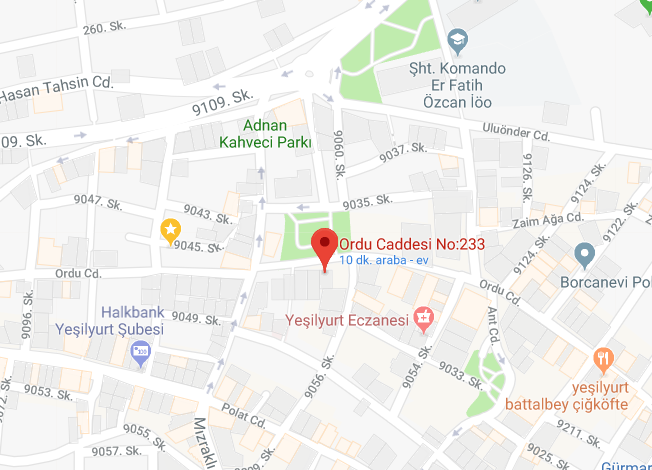 260. Sk.
Hasan Tahsin Cd.
9109. Sk.
109. Sk.
Şht. Komando
Er Fatih
Özcan İöo
Adnan
Kahveci Parkı
9060. Sk.
Uluönder Cd.
9037. Sk.
9126. Sk.
9047. Sk.
9043. Sk.
9035. Sk.
9045. Sk.
Zaim Ağa Cd.
9122. Sk.
9124. Sk.
Ordu Caddesi No:233
10 dk. araba - ev
Ordu Cd.
Borcanevi Pol
Ordu Cd.
Halkbank
Yeşilyurt Şubesi
9049. Sk.
Yeşilyurt Eczanesi
Ant Cd.
9096. Sk.
9056. Sk.
9054. Sk.
9033. Sk.
yeşilyurt
battalbey çiğköfte
9053. Sk.
9072. Sk.
Polat Cd.
Mızraklı
9057. Sk.
9211. Sk.
9025. Sk.
Gürman